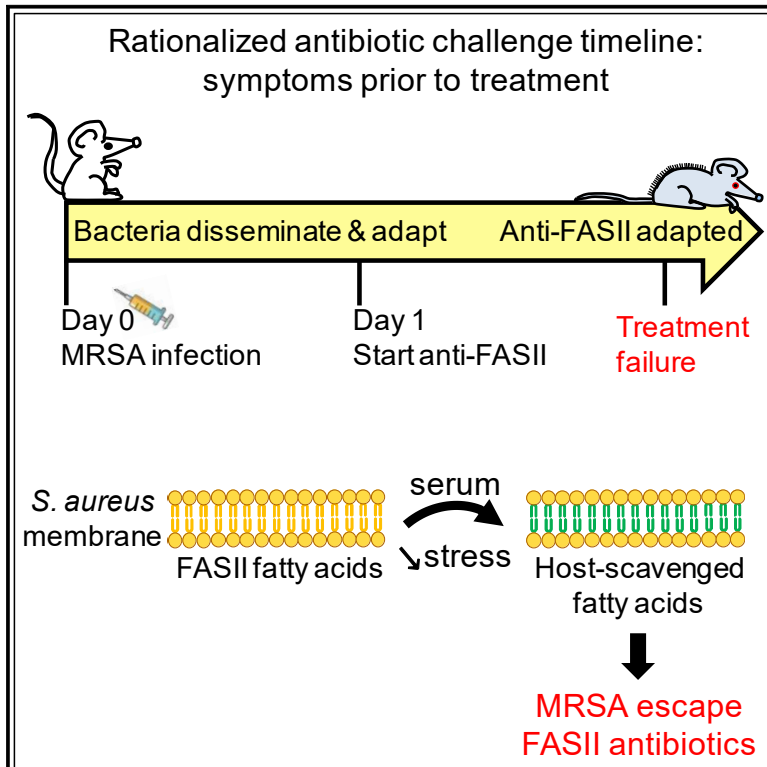 Rationalized antibiotic challenge timeline:
symptoms prior to treatment
Bacteria disseminate & adapt
Anti-FASII adapted
Day 0
MRSA infection
Day 1
Start anti-FASII
Treatment
failure
S. aureus
membrane
FASII fatty acids
serum
↘stress
Host-scavenged
fatty acids
MRSA escape
FASII antibiotics